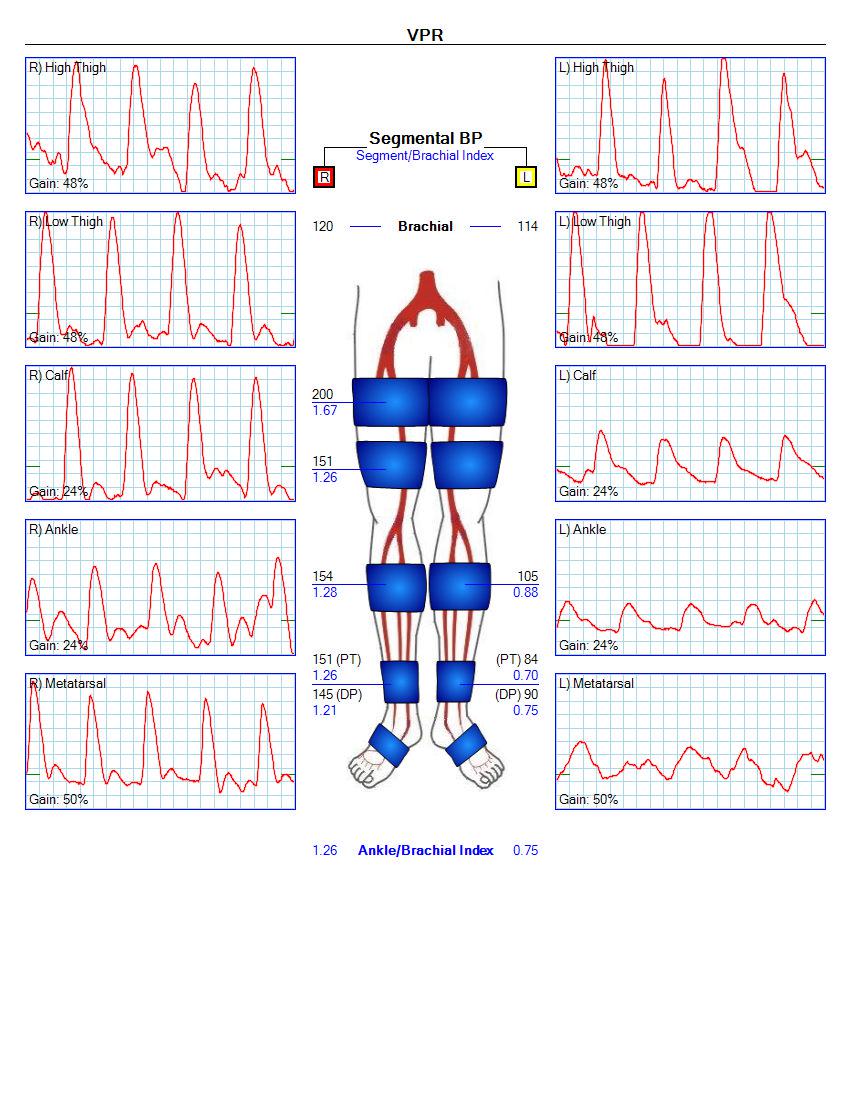 VPR
R) High Thigh
Gain: 48%
R) Low Thigh
Gain: 48%
R) Calf
Gain: 24%
R) Ankle
Gain: 24%
R) Metatarsal
Gain: 50%
Segmental BP
Segment/Brachial Index
R L
120 Brachial 114
200
1.67
151
1.26
154 105
1.28 0.88
151 (PT) (PT) 84
1.26 0.70
145 (DP) (DP) 90
1.21 0.75
1.26 Ankle/Brachial Index 0.75
L) High Thigh
Gain: 48%
L) Low Thigh
Gain: 48%
L) Calf
Gain: 24%
L) Ankle
Gain: 24%
L) Metatarsal
Gain: 50%